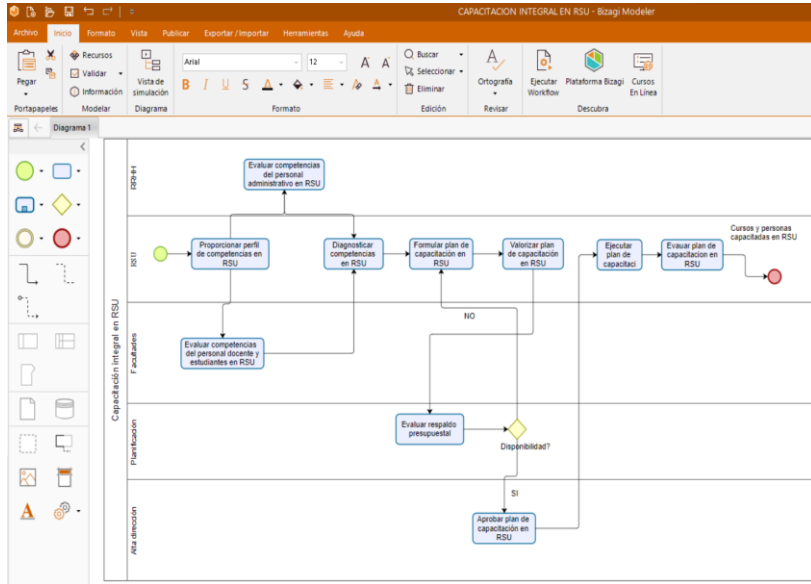 CAPACITACION INTEGRAL EN RSU - Bizagi Modeler
Archivo Inicio Formato Vista Publicar Exportar / Importar Herramientas Ayuda
Pegar
Portapapeles
Recursos
Validar
Información
Modelar
Vista de
simulación
Diagrama
Arial 12 A A
B I U S A A
Formato
Buscar
Seleccionar
Eliminar
Edición
Ortografía
Revisar
Ejecutar
Workflow
Plataforma Bizagi
Cursos
En Línea
Descubra
Diagrama 1
Capacitación integral en RSU
RRHH
Evaluar competencias
del personal
administrativo en RSU
RSU
Proporcionar perfil
de competencias en
RSU
Diagnosticar
competencias
en RSU
Formular plan de
capacitación en
RSU
Valorizar plan
de capacitación
en RSU
Ejecutar
plan de
capacitaci
Evauar plan de
capacitacion en
RSU
Cursos y personas
capacitadas en RSU
Facultades
Evaluar competencias
del personal docente y
estudiantes en RSU
NO
Planificación
Evaluar respaldo
presupuestal
Disponibilidad?
SI
Alta dirección
Aprobar plan de
capacitación en
RSU
A